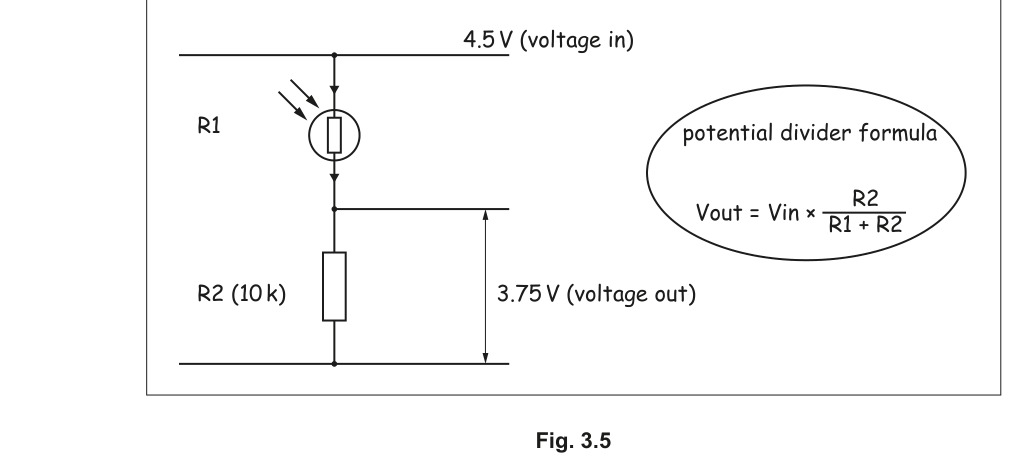 4.5 V (voltage in)
R1
potential divider formula
Vout = Vin × R2
R1 + R2
R2 (10 k)
3.75 V (voltage out)
Fig. 3.5